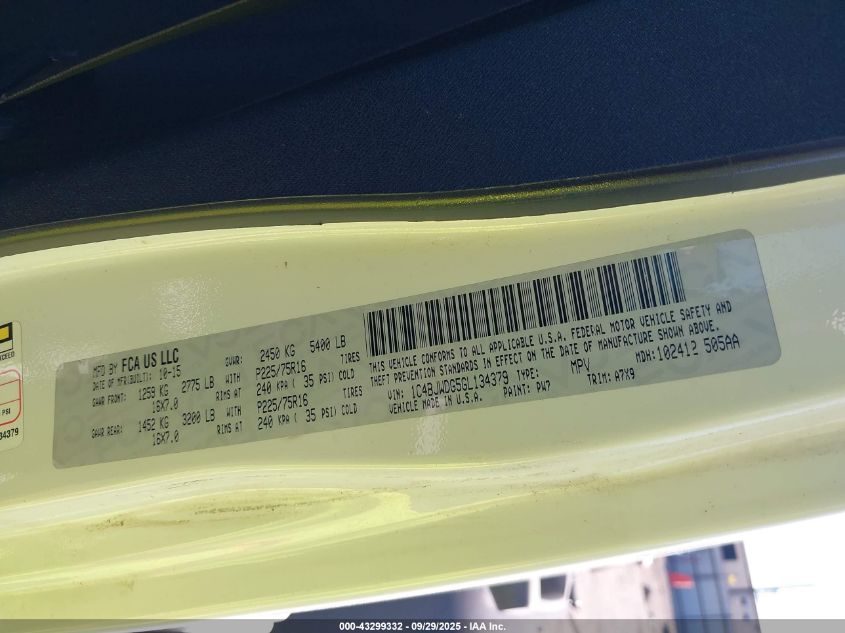 MFD BY FCA US LLC
DATE OF MFR.(BUILT): 10-15 GVWR: 2450 KG 5400 LB
GAWR FRONT: 1259 KG 2775 LB WITH P225/75R16 TIRES
16X7.0 RIMS AT 240 KPA ( 35 PSI) COLD
GAWR REAR: 1452 KG 3200 LB WITH P225/75R16 TIRES
16X7.0 RIMS AT 240 KPA ( 35 PSI) COLD
THIS VEHICLE CONFORMS TO ALL APPLICABLE U.S.A. FEDERAL MOTOR VEHICLE SAFETY AND
THEFT PREVENTION STANDARDS IN EFFECT ON THE DATE OF MANUFACTURE SHOWN ABOVE.
VIN: 1C4BJWDG5GL134379 TYPE: MPV MDH: 102412 505AA
VEHICLE MADE IN U.S.A. PAINT: PW7 TRIM: A7X9
EXCEED
PSI
34379
000-43299332 - 09/29/2025 - IAA Inc.